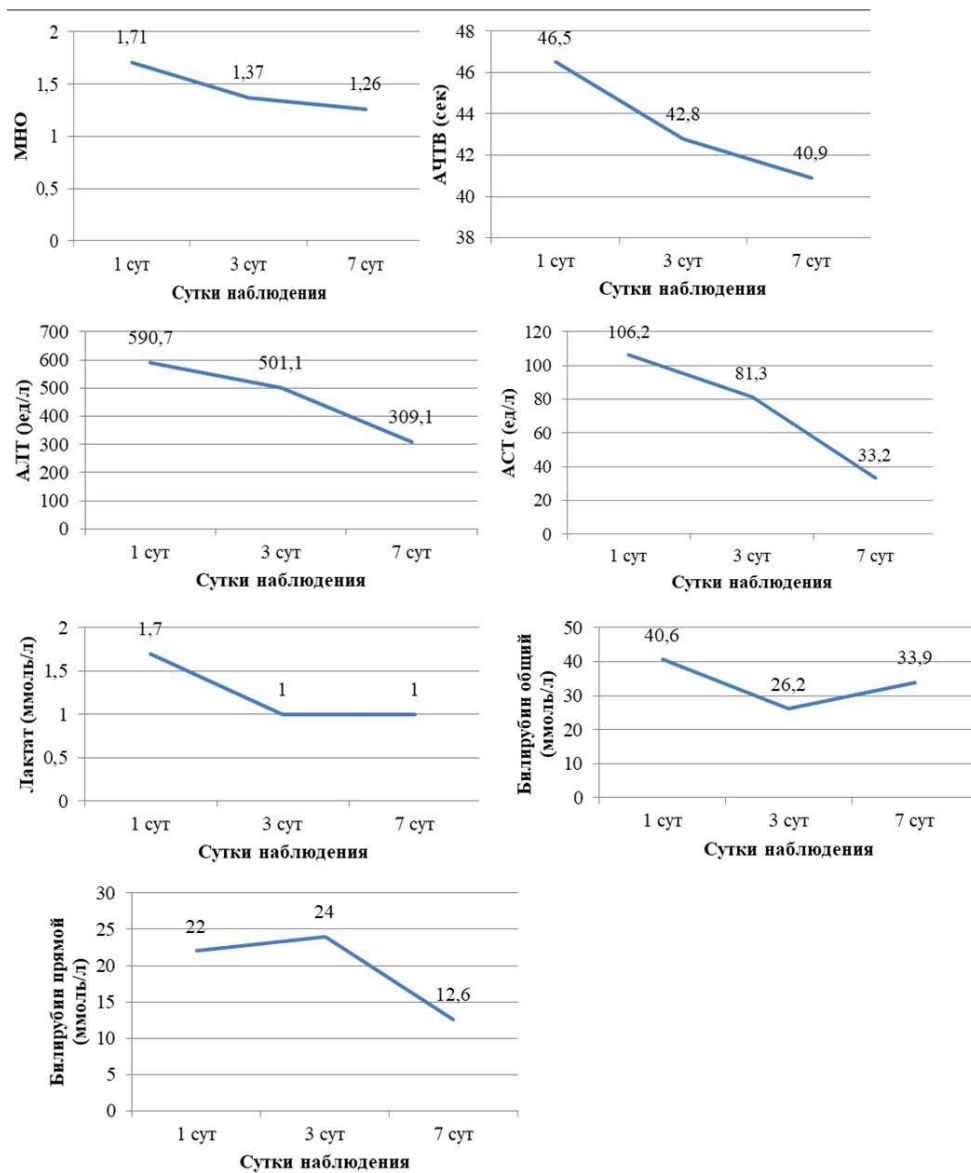 МНО
2
1,5
1
0,5
0
1,71
1,37
1,26
1 сут
3 сут
7 сут
Сутки наблюдения
АЧТВ (сек)
48
46
44
42
40
38
46,5
42,8
40,9
1 сут
3 сут
7 сут
Сутки наблюдения
АЛТ ()ед/л)
700
600
500
400
300
200
100
0
590,7
501,1
309,1
1 сут
3 сут
7 сут
Сутки наблюдения
АСТ (ед/л)
120
100
80
60
40
20
0
106,2
81,3
33,2
1 сут
3 сут
7 сут
Сутки наблюдения
Лактат (ммоль/л)
2
1,5
1
0,5
0
1,7
1
1
1 сут
3 сут
7 сут
Сутки наблюдения
Билирубин общий
(ммоль/л)
50
40
30
20
10
0
40,6
26,2
33,9
1 сут
3 сут
7 сут
Сутки наблюдения
Билирубин прямой
(ммоль/л)
30
25
20
15
10
5
0
22
24
12,6
1 сут
3 сут
7 сут
Сутки наблюдения